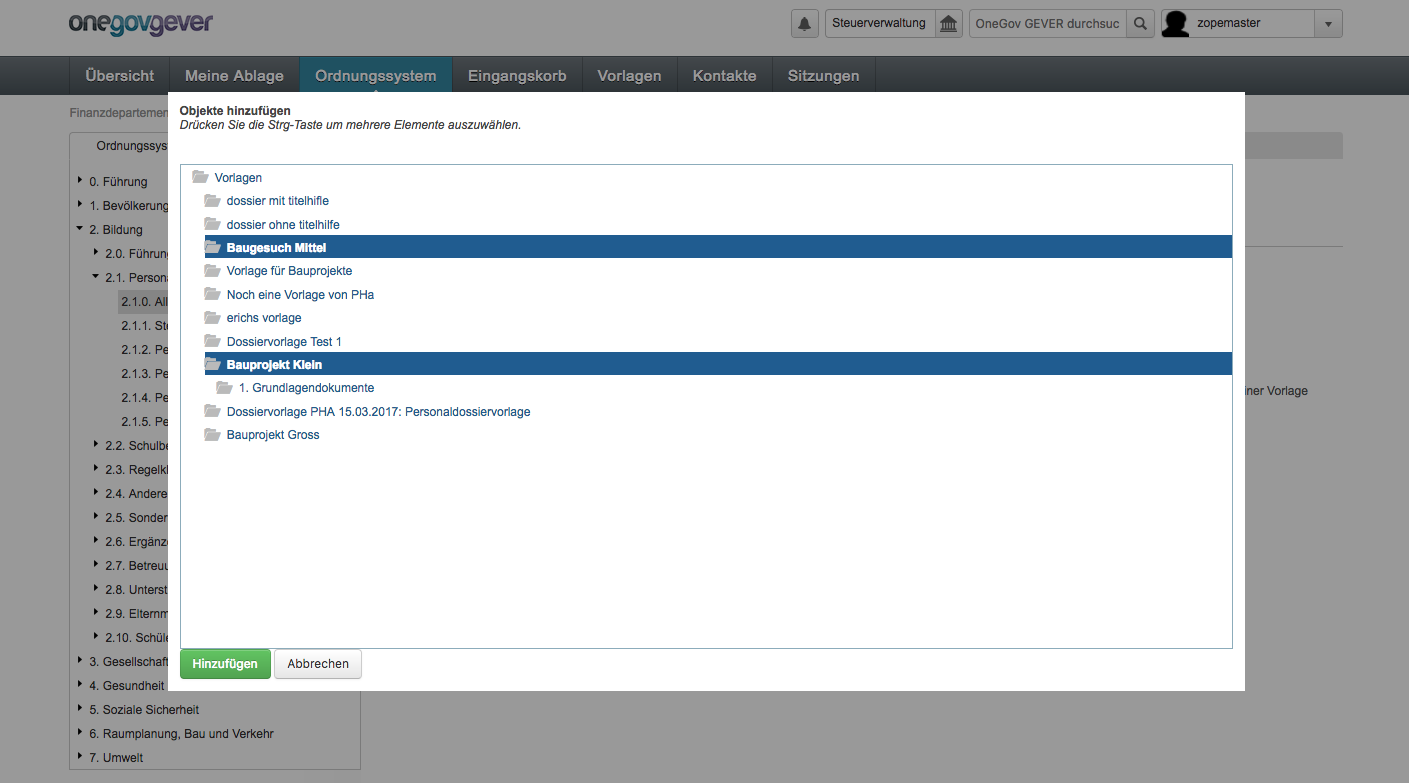 onegovgever
Steuerverwaltung
OneGov GEVER durchsuc
zopemaster
Übersicht
Meine Ablage
Ordnungssystem
Eingangskorb
Vorlagen
Kontakte
Sitzungen
Finanzdepartemen
Ordnungssys
0. Führung
1. Bevölkerung
2. Bildung
2.0. Führun
2.1. Persona
2.1.0. All
2.1.1. Ste
2.1.2. Pe
2.1.3. Pe
2.1.4. Pe
2.1.5. Pe
2.2. Schulbe
2.3. Regelkl
2.4. Andere
2.5. Sonder
2.6. Ergänz
2.7. Betreuu
2.8. Unterst
2.9. Elternm
2.10. Schüle
3. Gesellschaft
4. Gesundheit
5. Soziale Sicherheit
6. Raumplanung, Bau und Verkehr
7. Umwelt
Objekte hinzufügen
Drücken Sie die Strg-Taste um mehrere Elemente auszuwählen.
Vorlagen
dossier mit titelhifle
dossier ohne titelhilfe
Baugesuch Mittel
Vorlage für Bauprojekte
Noch eine Vorlage von PHa
erichs vorlage
Dossiervorlage Test 1
Bauprojekt Klein
1. Grundlagendokumente
Dossiervorlage PHA 15.03.2017: Personaldossiervorlage
Bauprojekt Gross
Hinzufügen
Abbrechen
iner Vorlage